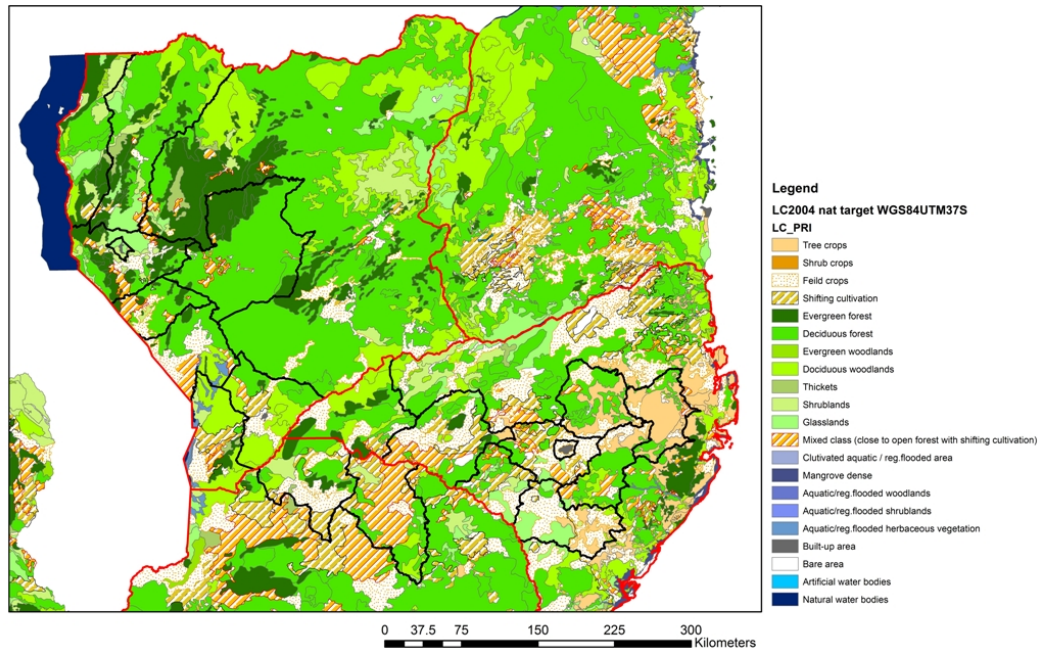 Legend
LC2004 nat target WGS84UTM37S
LC_PRI
Tree crops
Shrub crops
Feild crops
Shifting cultivation
Evergreen forest
Deciduous forest
Evergreen woodlands
Dociduous woodlands
Thickets
Shrublands
Glasslands
Mixed class (close to open forest with shifting cultivation)
Clutivated aquatic / reg.flooded area
Mangrove dense
Aquatic/reg.flooded woodlands
Aquatic/reg.flooded shrublands
Aquatic/reg.flooded herbaceous vegetation
Built-up area
Bare area
Artificial water bodies
Natural water bodies
0 37.5 75 150 225 300
Kilometers